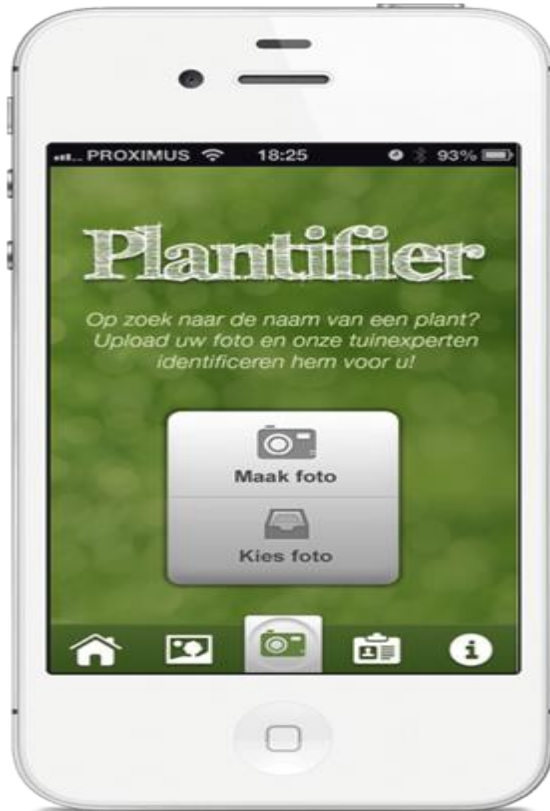 PROXIMUS 18:25 93%
Plantifier
Op zoek naar de naam van een plant?
Upload uw foto en onze tuinexperten
identificeren hem voor u!
Maak foto
Kies foto